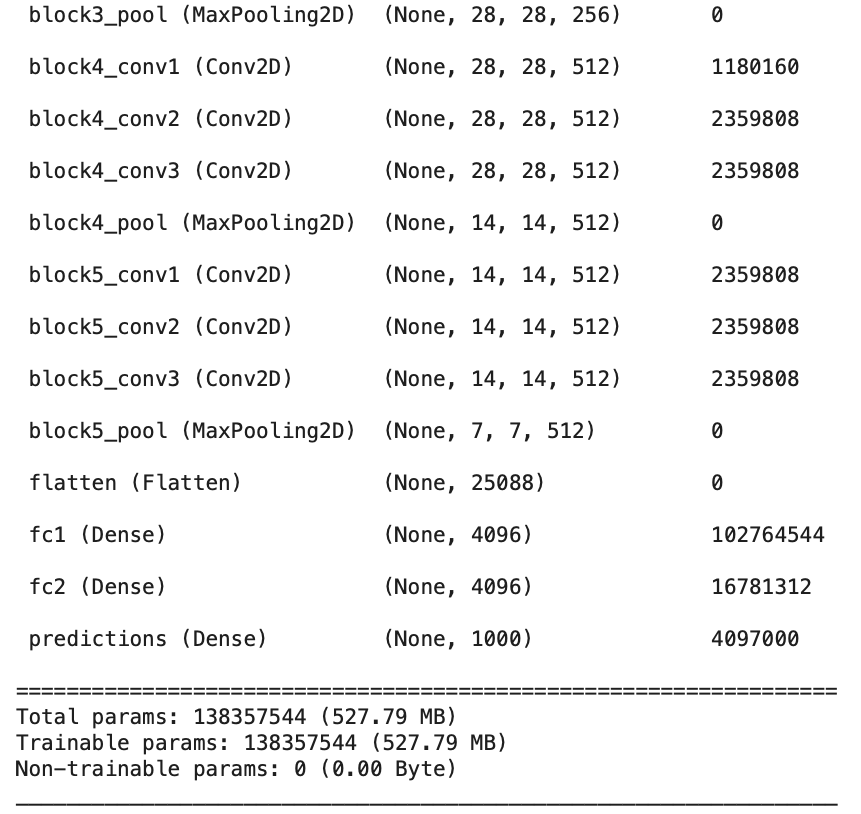 block3_pool (MaxPooling2D)  (None, 28, 28, 256)       0
block4_conv1 (Conv2D)       (None, 28, 28, 512)       1180160
block4_conv2 (Conv2D)       (None, 28, 28, 512)       2359808
block4_conv3 (Conv2D)       (None, 28, 28, 512)       2359808
block4_pool (MaxPooling2D)  (None, 14, 14, 512)       0
block5_conv1 (Conv2D)       (None, 14, 14, 512)       2359808
block5_conv2 (Conv2D)       (None, 14, 14, 512)       2359808
block5_conv3 (Conv2D)       (None, 14, 14, 512)       2359808
block5_pool (MaxPooling2D)  (None, 7, 7, 512)         0
flatten (Flatten)           (None, 25088)             0
fc1 (Dense)                 (None, 4096)              102764544
fc2 (Dense)                 (None, 4096)              16781312
predictions (Dense)         (None, 1000)              4097000
=================================================================
Total params: 138357544 (527.79 MB)
Trainable params: 138357544 (527.79 MB)
Non-trainable params: 0 (0.00 Byte)
_________________________________________________________________